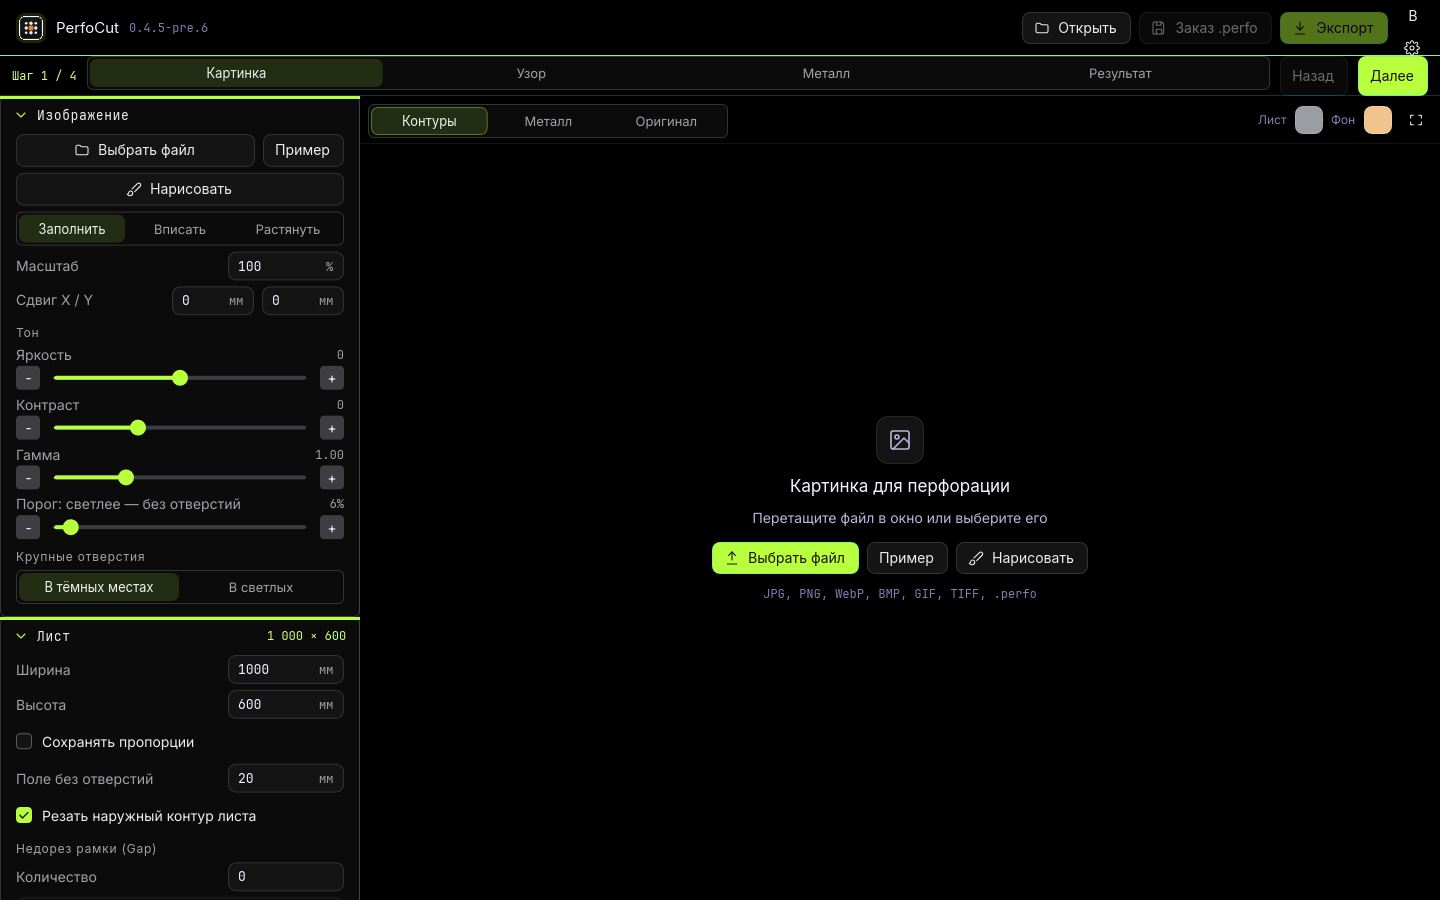 PerfoCut 0.4.5-pre.6
Открыть Заказ .perfo Экспорт В
Шаг 1 / 4 Картинка Узор Металл Результат Назад Далее
Изображение
Контуры Металл Оригинал Лист Фон
Выбрать файл Пример
Нарисовать
Заполнить Вписать Растянуть
Масштаб 100 %
Сдвиг X / Y 0 мм 0 мм
Тон
Яркость 0
- +
Контраст 0
- +
Гамма 1.00
- +
Порог: светлее — без отверстий 6%
- +
Крупные отверстия
В тёмных местах В светлых
Лист 1 000 × 600
Ширина 1000 мм
Высота 600 мм
Сохранять пропорции
Поле без отверстий 20 мм
Резать наружный контур листа
Недорез рамки (Gap)
Количество 0
Картинка для перфорации
Перетащите файл в окно или выберите его
Выбрать файл Пример Нарисовать
JPG, PNG, WebP, BMP, GIF, TIFF, .perfo